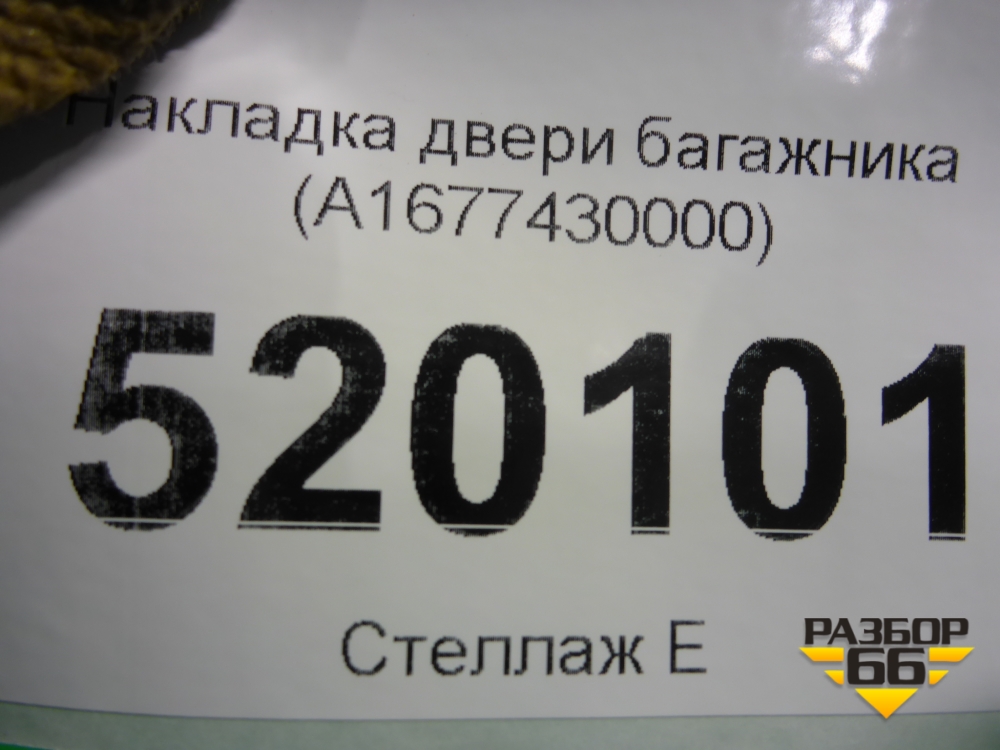 Накладка двери багажника
(A1677430000)
520101
Стеллаж Е
РАЗБОР
66